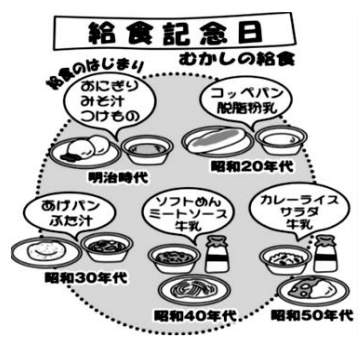 給食記念日
むかしの給食
給食のはじまり
おにぎり
みそ汁
つけもの
明治時代
コッペパン
脱脂粉乳
昭和20年代
あげパン
ぶた汁
昭和30年代
ソフトめん
ミートソース
牛乳
昭和40年代
カレーライス
サラダ
牛乳
昭和50年代